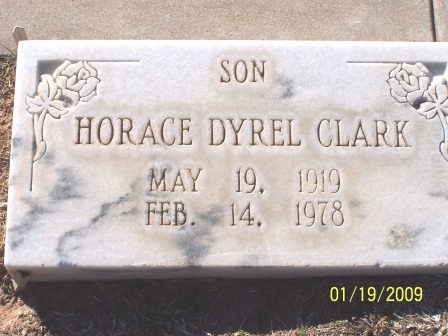 SON
HORACE DYREL CLARK
MAY 19, 1919
FEB. 14, 1978
01/19/2009